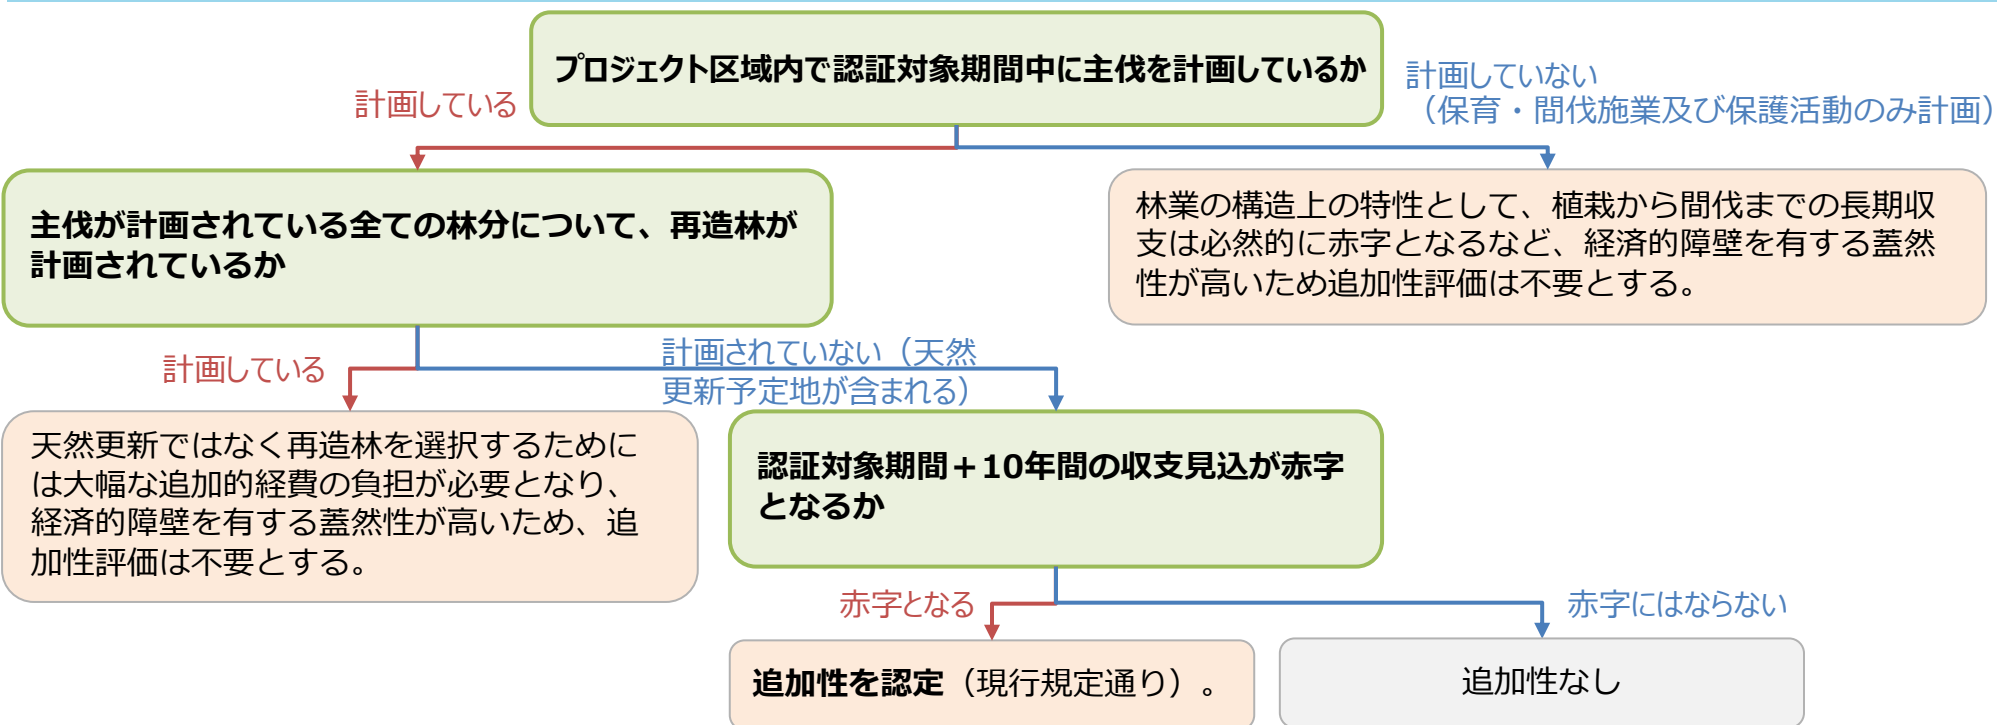 プロジェクト区域内で認証対象期間中に主伐を計画しているか
計画している
計画していない
（保育・間伐施業及び保護活動のみ計画）
主伐が計画されている全ての林分について、再造林が
計画されているか
林業の構造上の特性として、植栽から間伐までの長期収
支は必然的に赤字となるなど、経済的障壁を有する蓋然
性が高いため追加性評価は不要とする。
計画している
計画されていない（天然
更新予定地が含まれる）
天然更新ではなく再造林を選択するために
は大幅な追加的経費の負担が必要となり、
経済的障壁を有する蓋然性が高いため、追
加性評価は不要とする。
認証対象期間＋10年間の収支見込が赤字
となるか
赤字となる
赤字にはならない
追加性を認定（現行規定通り）。
追加性なし